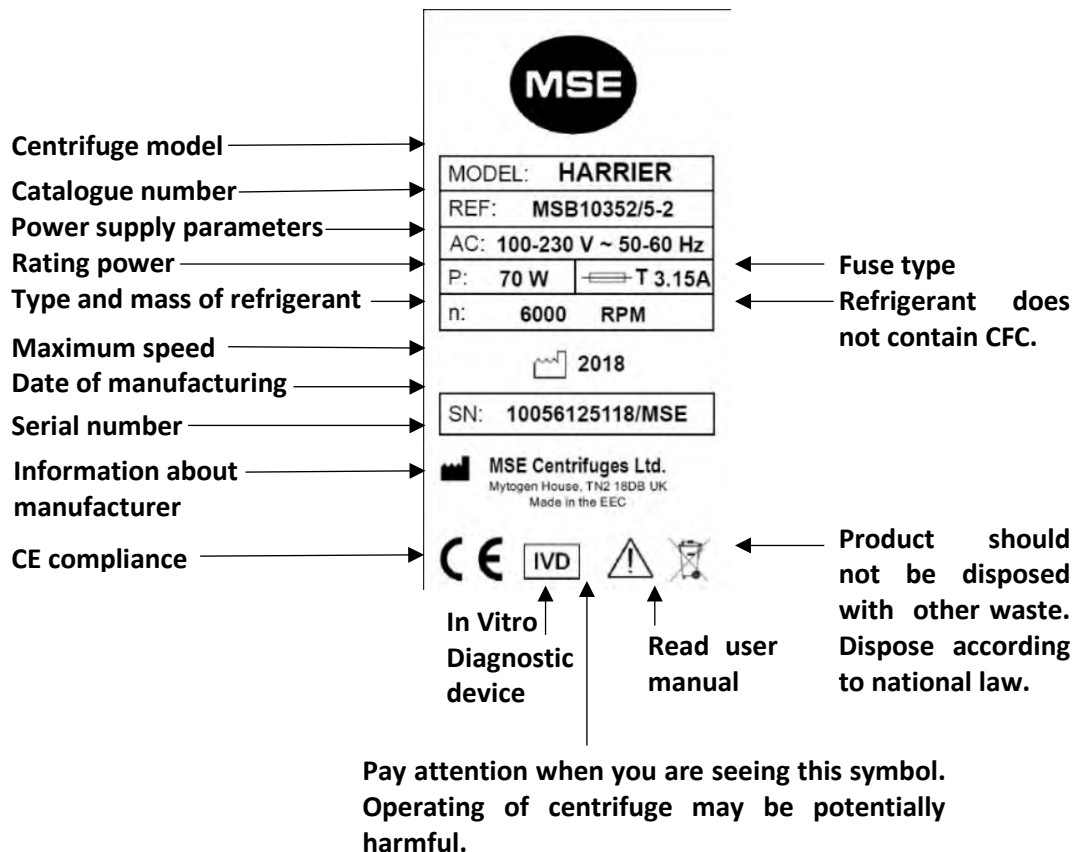 MSE
Centrifuge model
MODEL: HARRIER
Catalogue number
REF: MSB10352/5-2
Power supply parameters
AC: 100-230 V ~ 50-60 Hz
Rating power
P: 70 W T 3.15A
Fuse type
Type and mass of refrigerant
n: 6000 RPM
Refrigerant does
not contain CFC.
Maximum speed
2018
Date of manufacturing
SN: 10056125118/MSE
Serial number
Information about
manufacturer
MSE Centrifuges Ltd.
Mytogen House, TN2 18DB UK
Made in the EEC
CE compliance
CE IVD
Product should
not be disposed
with other waste.
Dispose according
to national law.
In Vitro
Diagnostic
device
Read user
manual
Pay attention when you are seeing this symbol.
Operating of centrifuge may be potentially
harmful.